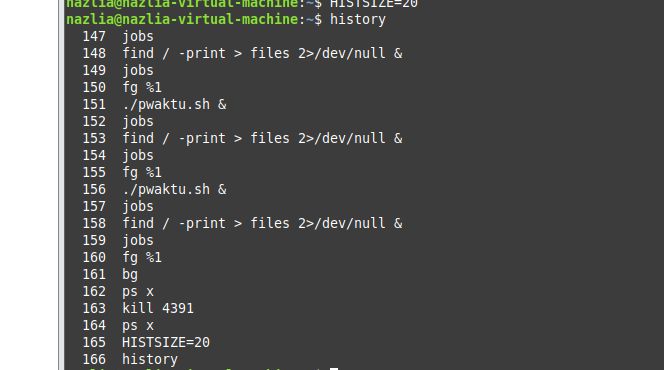 nazlia@nazlia-virtual-machine:~$ HISTSIZE=20
nazlia@nazlia-virtual-machine:~$ history
147 jobs
148 find / -print > files 2>/dev/null &
149 jobs
150 fg %1
151 ./pwaktu.sh &
152 jobs
153 find / -print > files 2>/dev/null &
154 jobs
155 fg %1
156 ./pwaktu.sh &
157 jobs
158 find / -print > files 2>/dev/null &
159 jobs
160 fg %1
161 bg
162 ps x
163 kill 4391
164 ps x
165 HISTSIZE=20
166 history